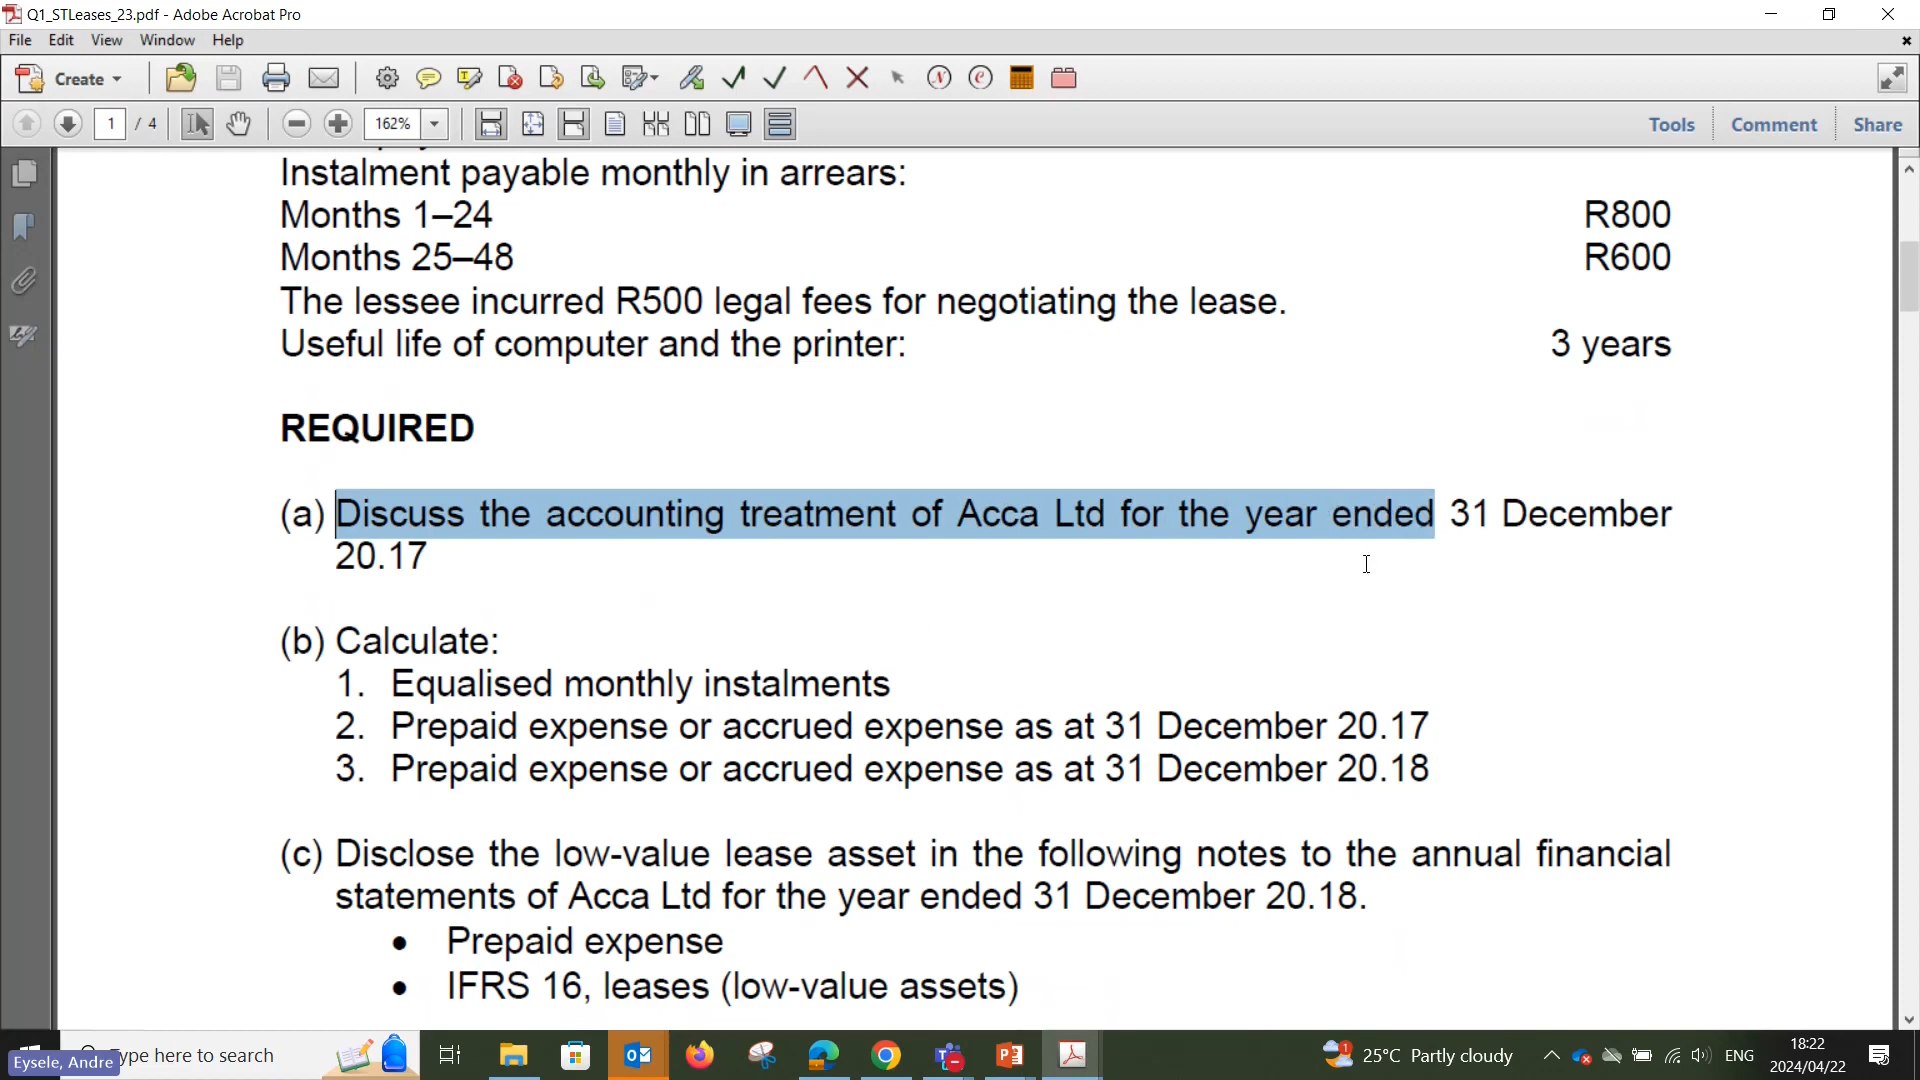 Q1_STLeases_23.pdf - Adobe Acrobat Pro
File Edit View Window Help
Create
1 / 4 162% Tools Comment Share
Instalment payable monthly in arrears:
Months 1–24 R800
Months 25–48 R600
The lessee incurred R500 legal fees for negotiating the lease.
Useful life of computer and the printer: 3 years
REQUIRED
(a) Discuss the accounting treatment of Acca Ltd for the year ended 31 December
20.17
(b) Calculate:
1. Equalised monthly instalments
2. Prepaid expense or accrued expense as at 31 December 20.17
3. Prepaid expense or accrued expense as at 31 December 20.18
(c) Disclose the low-value lease asset in the following notes to the annual financial
statements of Acca Ltd for the year ended 31 December 20.18.
• Prepaid expense
• IFRS 16, leases (low-value assets)
Type here to search 25°C Partly cloudy ENG 18:22
Eysele, Andre 2024/04/22